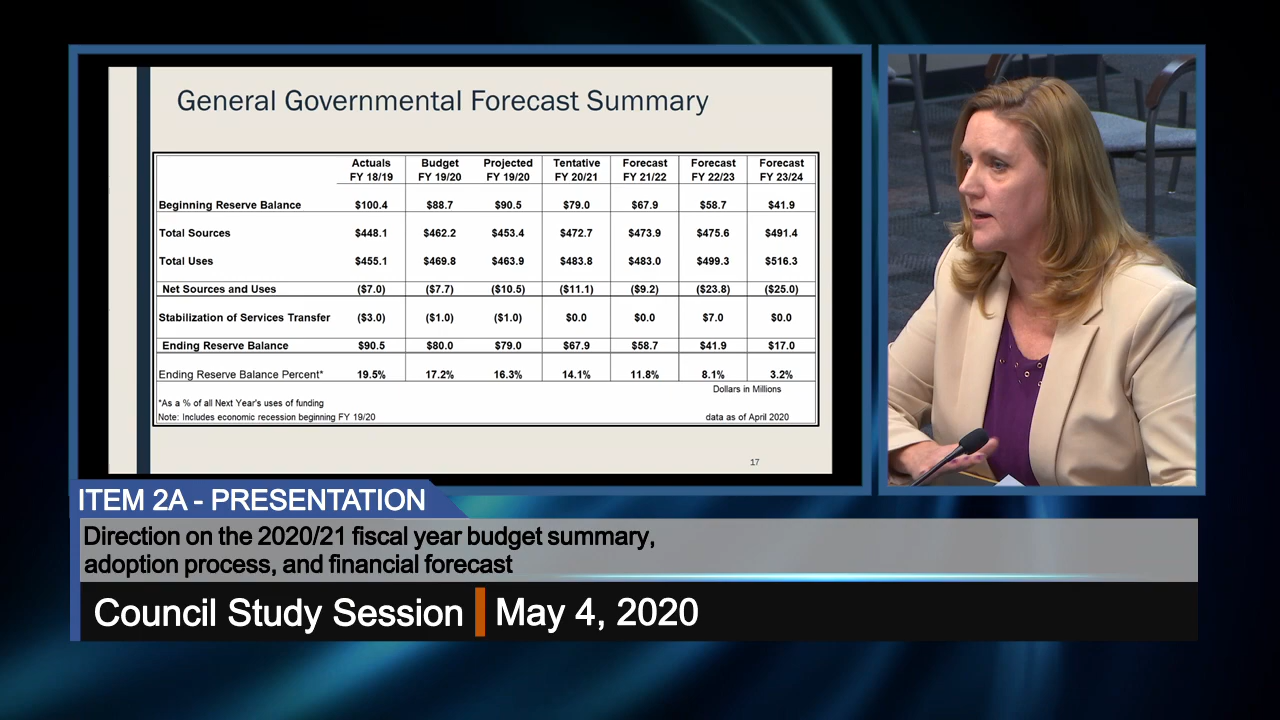 General Governmental Forecast Summary
Actuals Budget Projected Tentative Forecast Forecast Forecast
FY 18/19 FY 19/20 FY 19/20 FY 20/21 FY 21/22 FY 22/23 FY 23/24
Beginning Reserve Balance $100.4 $88.7 $90.5 $79.0 $67.9 $58.7 $41.9
Total Sources $448.1 $462.2 $453.4 $472.7 $473.9 $475.6 $491.4
Total Uses $455.1 $469.8 $463.9 $483.8 $483.0 $499.3 $516.3
Net Sources and Uses ($7.0) ($7.7) ($10.5) ($11.1) ($9.2) ($23.8) ($25.0)
Stabilization of Services Transfer ($3.0) ($1.0) ($1.0) $0.0 $0.0 $7.0 $0.0
Ending Reserve Balance $90.5 $80.0 $79.0 $67.9 $58.7 $41.9 $17.0
Ending Reserve Balance Percent* 19.5% 17.2% 16.3% 14.1% 11.8% 8.1% 3.2%
Dollars in Millions
*As a % of all Next Year's uses of funding
Note: Includes economic recession beginning FY 19/20 data as of April 2020
17
ITEM 2A - PRESENTATION
Direction on the 2020/21 fiscal year budget summary,
adoption process, and financial forecast
Council Study Session May 4, 2020